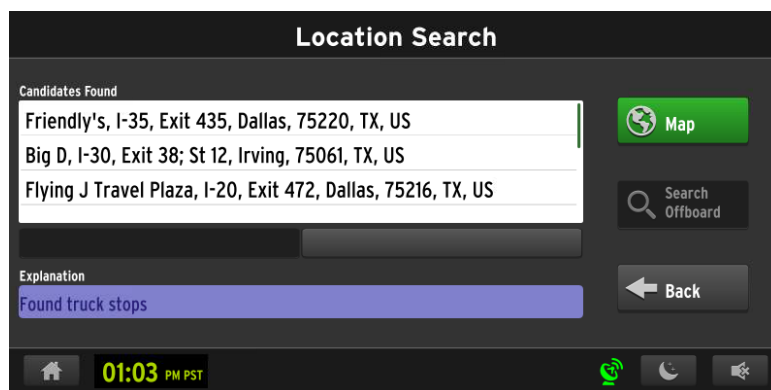 Location Search
Candidates Found
Friendly's, I-35, Exit 435, Dallas, 75220, TX, US
Big D, I-30, Exit 38; St 12, Irving, 75061, TX, US
Flying J Travel Plaza, I-20, Exit 472, Dallas, 75216, TX, US
Map
Search
Offboard
Explanation
Found truck stops
Back
01:03 PM PST